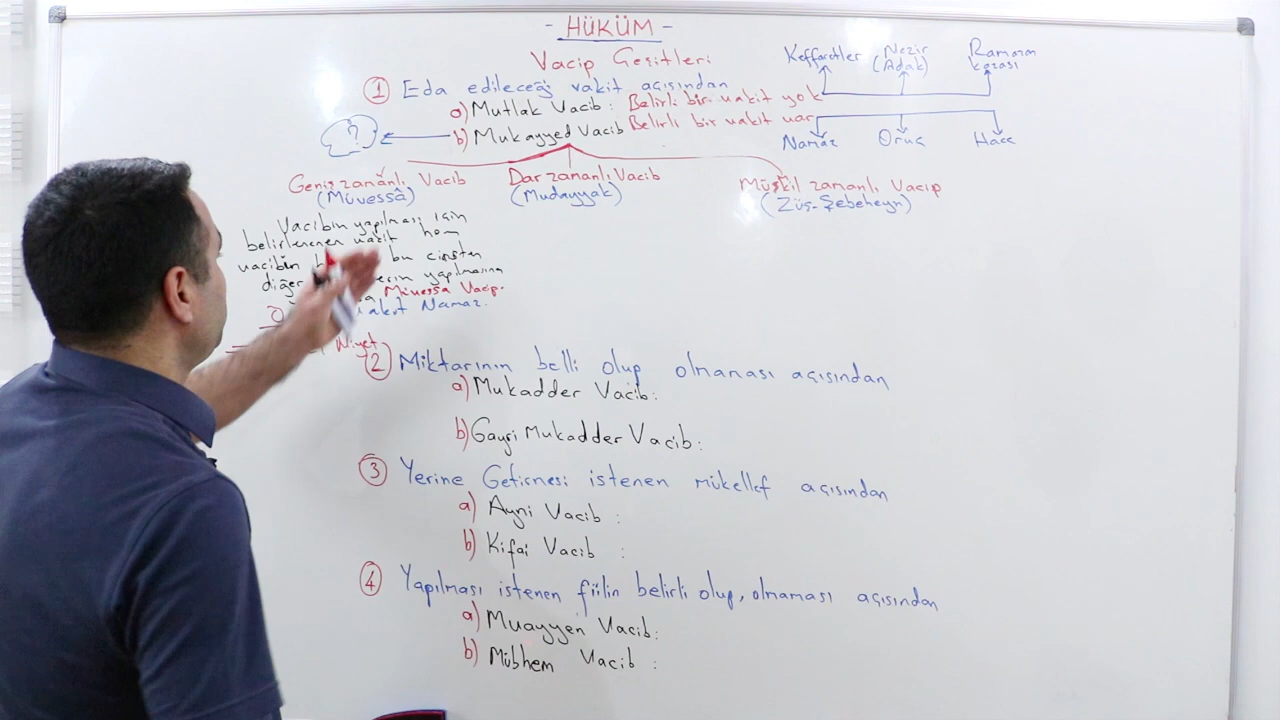 - HÜKÜM -
Vacip Çeşitleri
Keffaretler Nezir (Adak) Ramazan kazası
1 Eda edileceği vakit açısından
a) Mutlak Vacib: Belirli bir vakit yok
b) Mukayyed Vacib Belirli bir vakit var
?
Namaz Oruç Hacc
Geniş zamanlı Vacib
(Müvessâ)
Dar zamanlı Vacib
(Mudayyak)
Müşkil zamanlı Vacip
(Züş-Şebeheyn)
Vacibin yapılması için
belirlenen vakit hem
vacibin bu cinsten
diğer yapılmasına
Müvessâ Vacip.
vakit Namaz.
Niyet
2 Miktarının belli olup olmaması açısından
a) Mukadder Vacib:
b) Gayri Mukadder Vacib:
3 Yerine Getirmesi istenen mükellef açısından
a) Ayni Vacib :
b) Kifai Vacib :
4 Yapılması istenen fiilin belirli olup, olmaması açısından
a) Muayyen Vacib:
b) Mübhem Vacib :